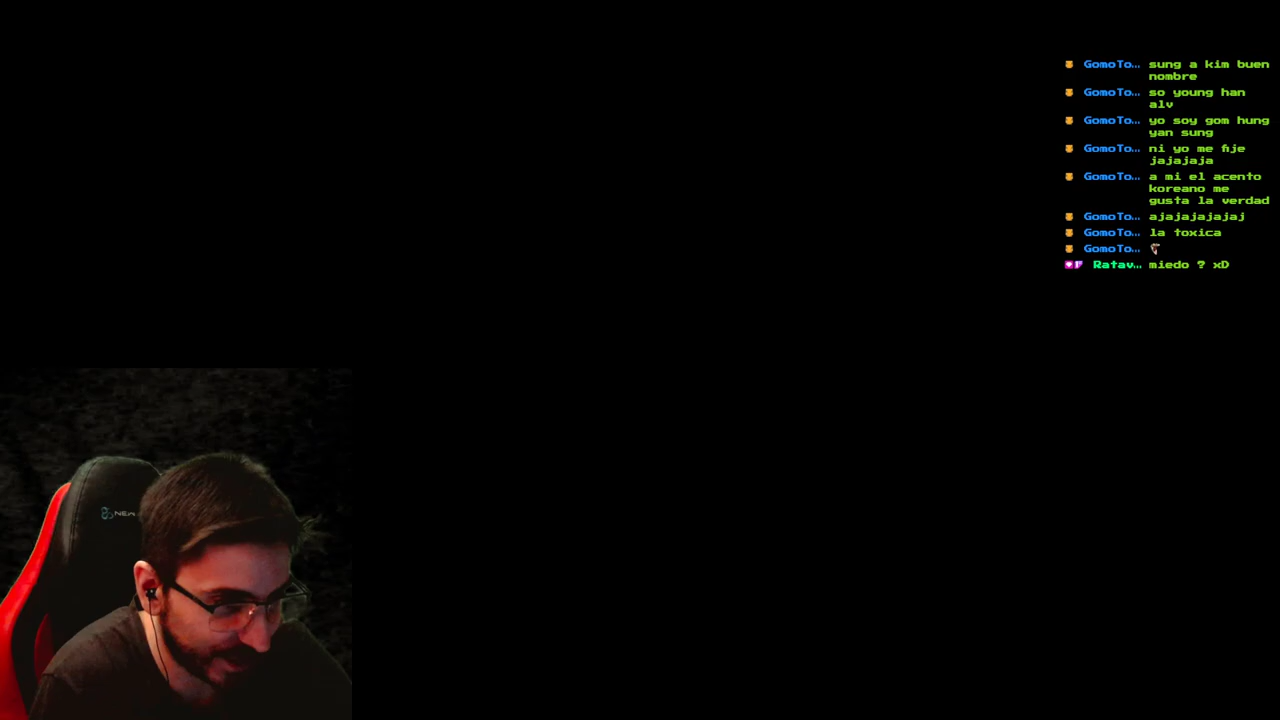 GomoTo... sung a kim buen
nombre
GomoTo... so young han
alv
GomoTo... yo soy gom hung
yan sung
GomoTo... ni yo me fije
jajajaja
GomoTo... a mi el acento
koreano me
gusta la verdad
GomoTo... ajajajajajaj
GomoTo... la toxica
GomoTo...
Ratav... miedo ? xD